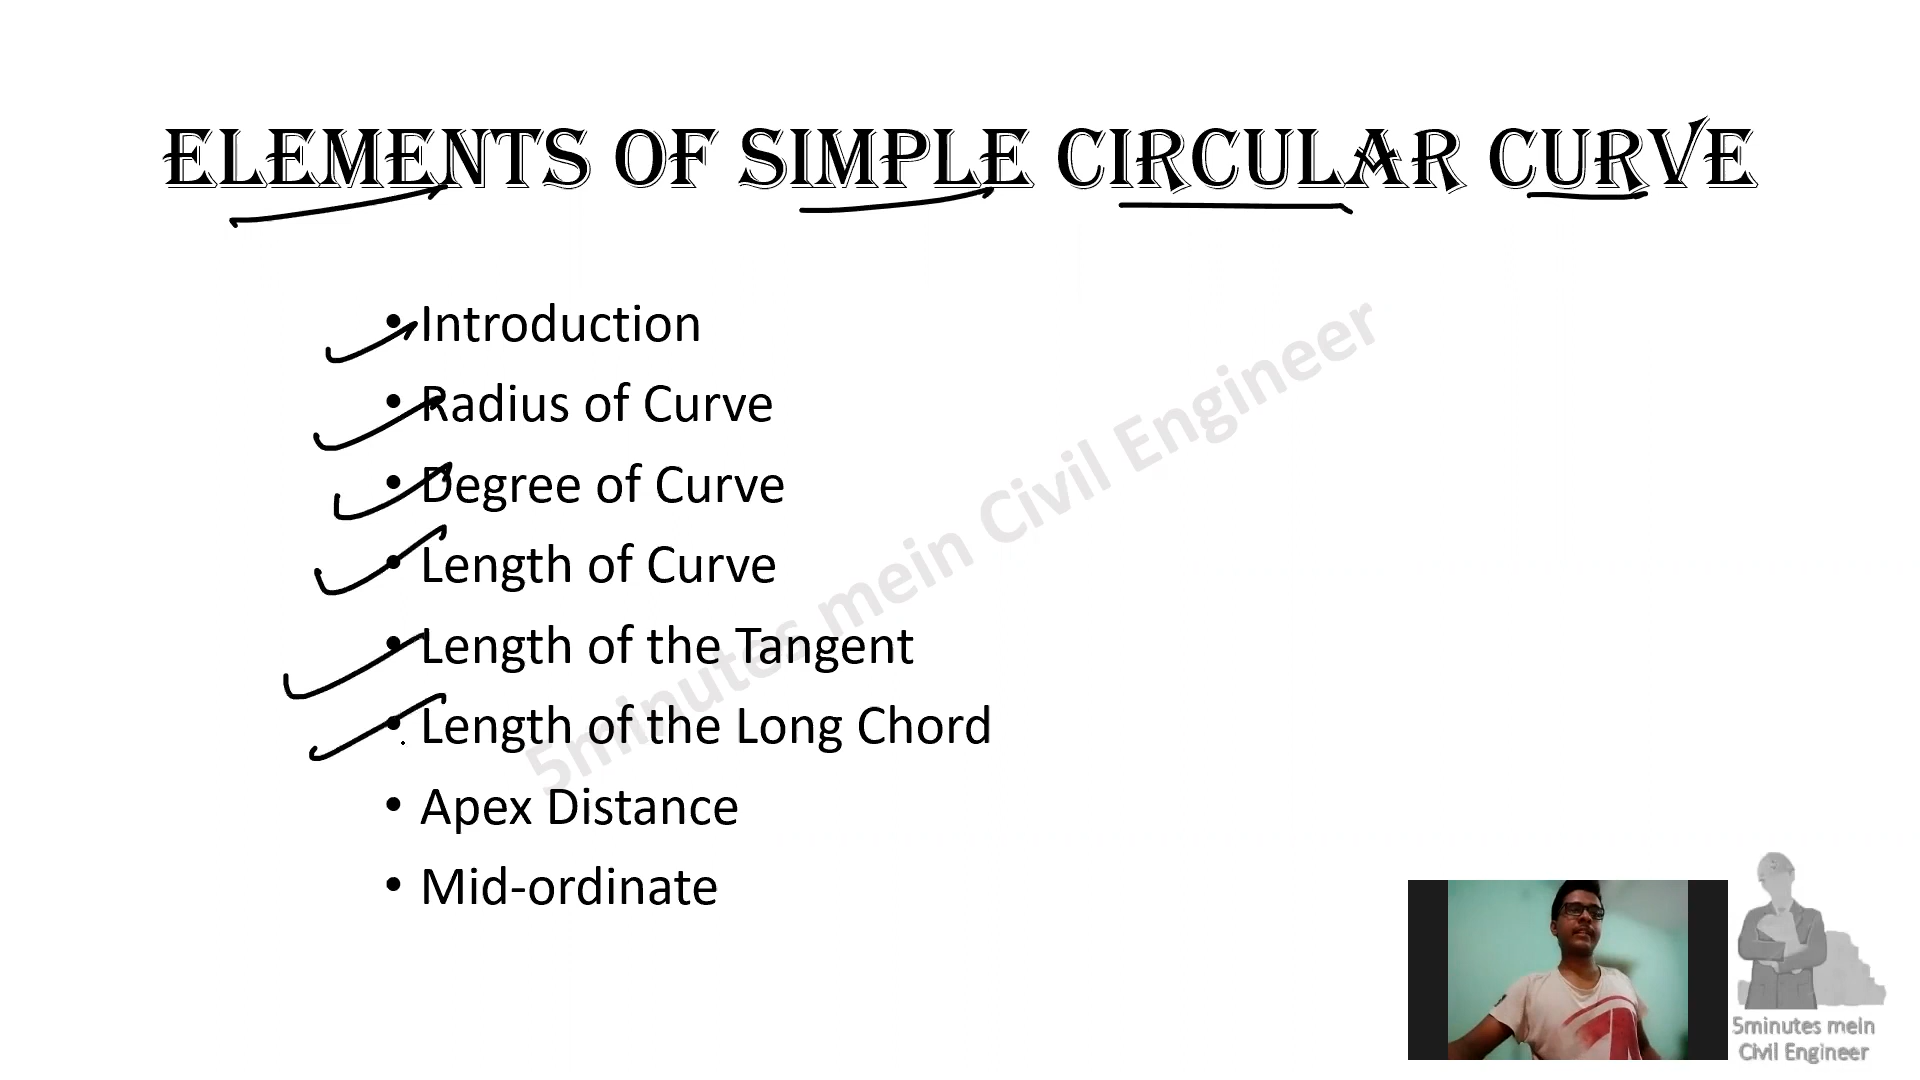 ELEMENTS OF SIMPLE CIRCULAR CURVE
• Introduction
• Radius of Curve
• Degree of Curve
• Length of Curve
• Length of the Tangent
• Length of the Long Chord
• Apex Distance
• Mid-ordinate
5minutes mein Civil Engineer
5minutes mein
Civil Engineer